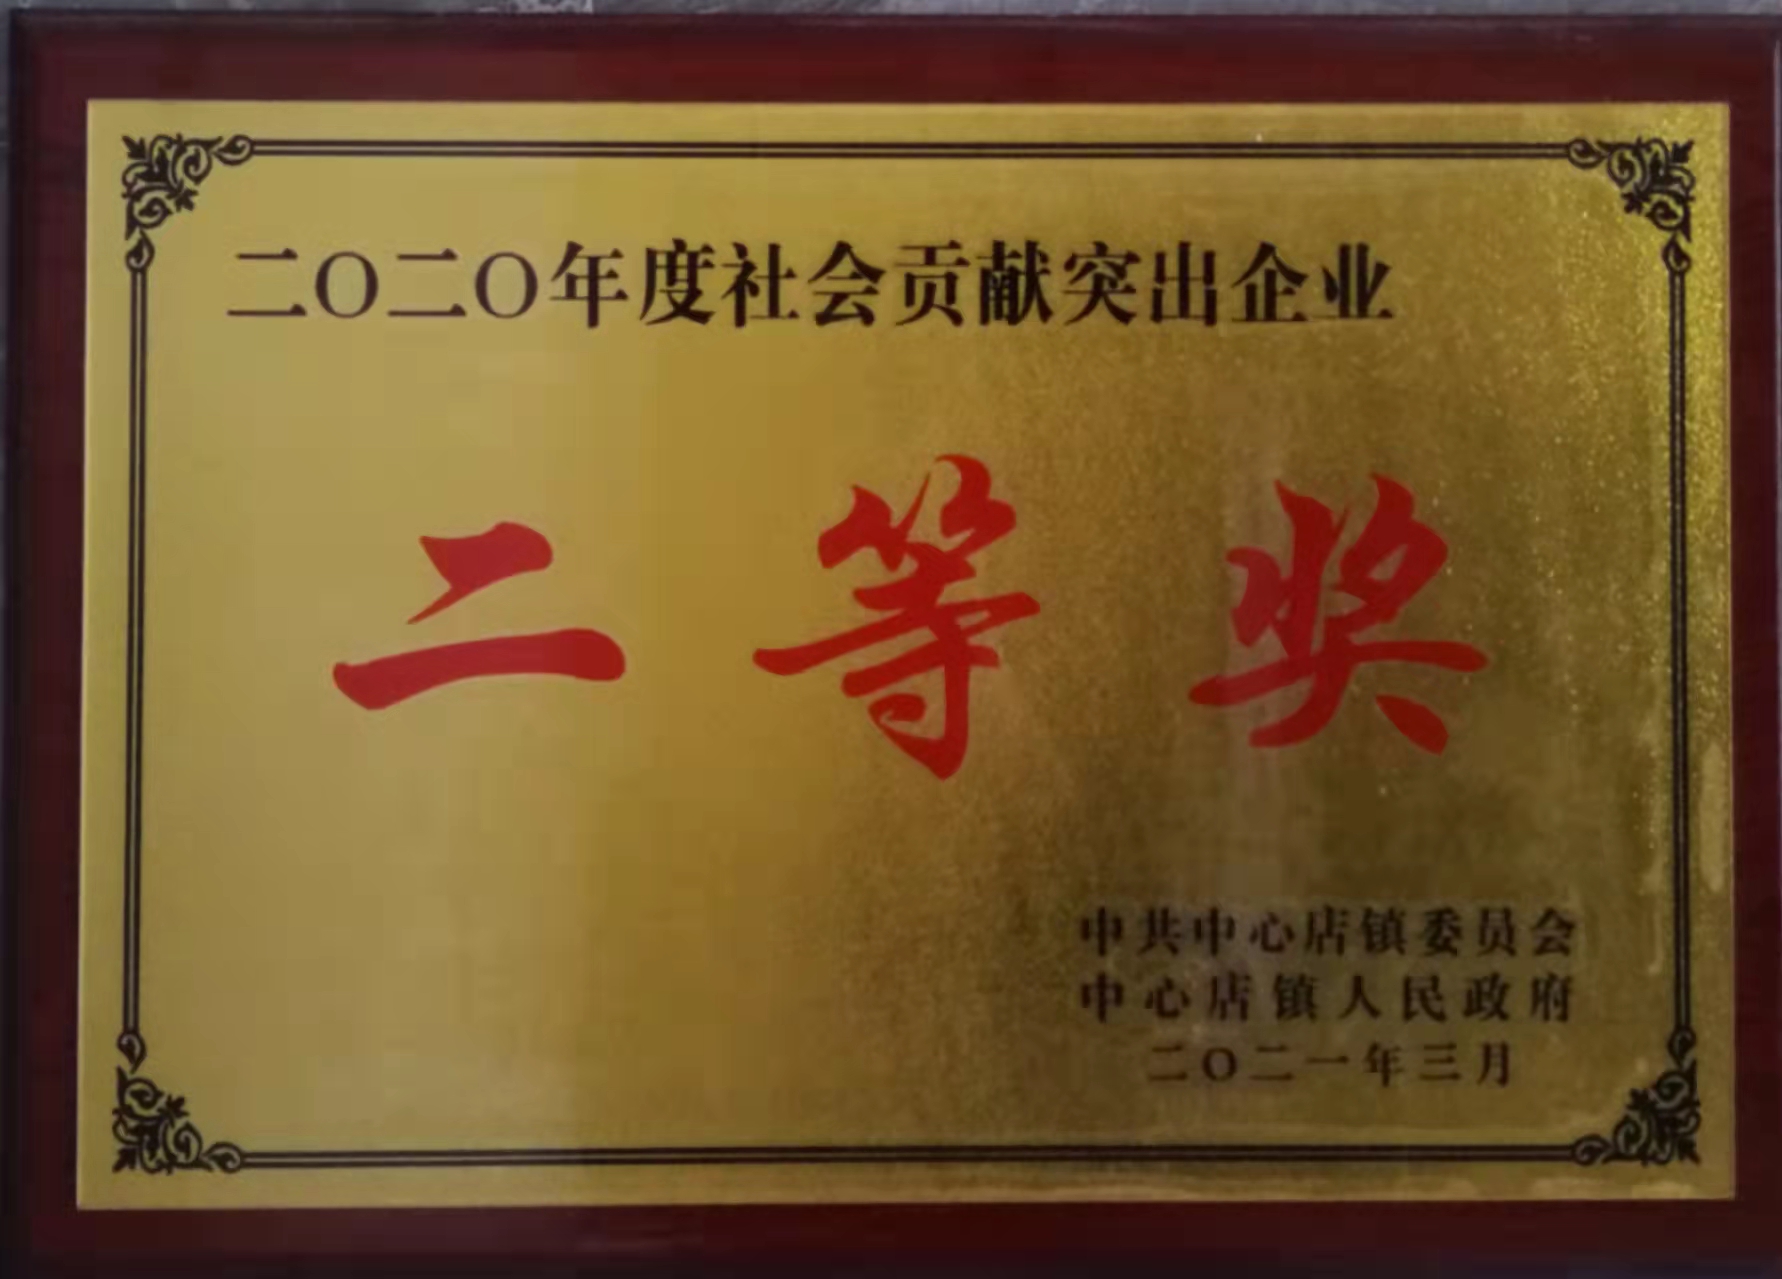 二〇二〇年度社会贡献突出企业
二等奖
中共中心店镇委员会
中心店镇人民政府
二〇二一年三月